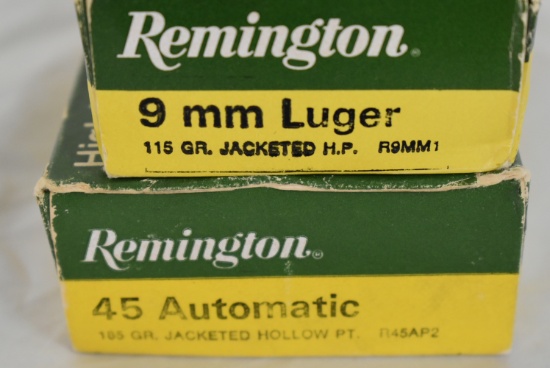 Remington®
9 mm Luger
115 GR. JACKETED H.P. R9MM1
Remington®
45 Automatic
185 GR. JACKETED HOLLOW PT. R45AP2